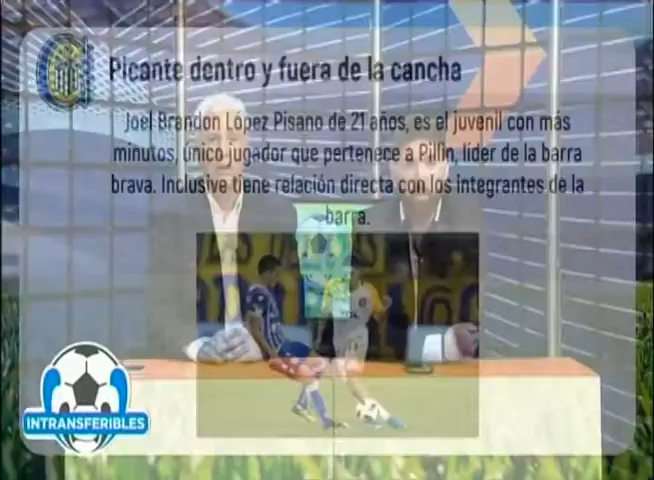 Picante dentro y fuera de la cancha
Joel Brandon López Pisano de 21 años, es el juvenil con más
minutos, único jugador que pertenece a Pillin, líder de la barra
brava. Inclusive tiene relación directa con los integrantes de la
barra.
INTRANSFERIBLES